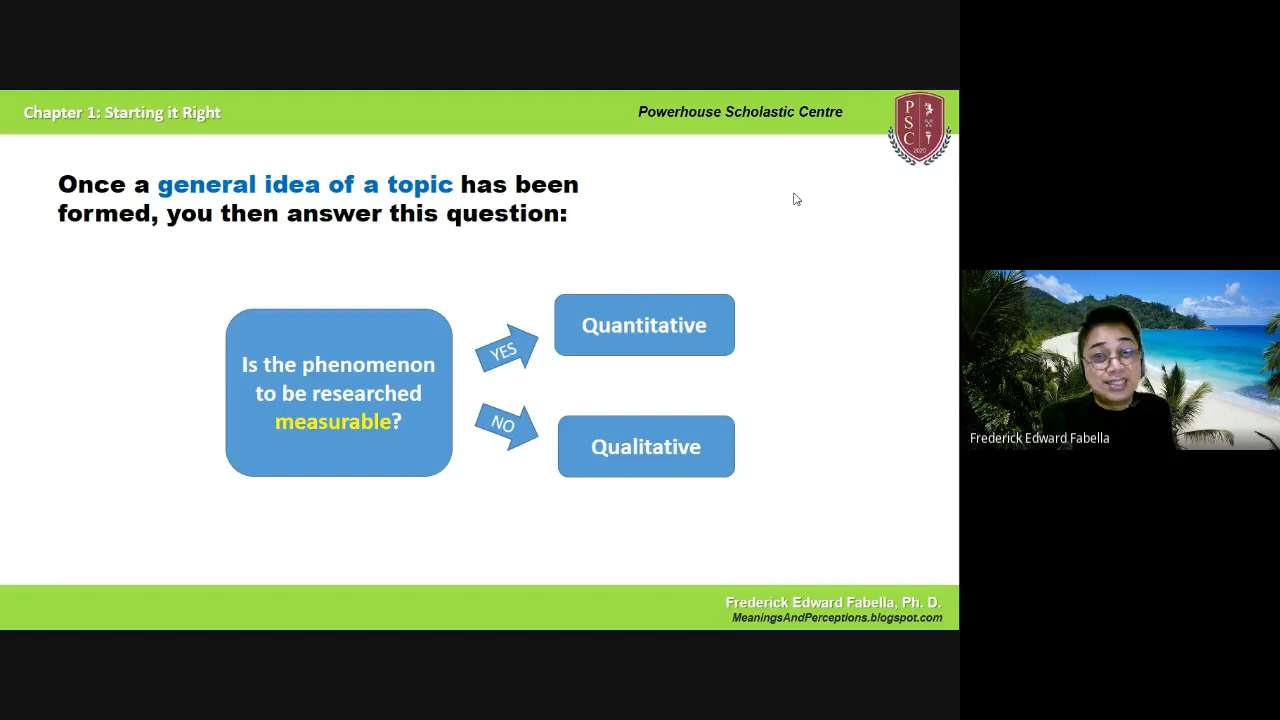 Chapter 1: Starting it Right
Powerhouse Scholastic Centre
P
S
C
2020
Once a general idea of a topic has been
formed, you then answer this question:
Is the phenomenon
to be researched
measurable?
YES
Quantitative
NO
Qualitative
Frederick Edward Fabella
Frederick Edward Fabella, Ph. D.
MeaningsAndPerceptions.blogspot.com